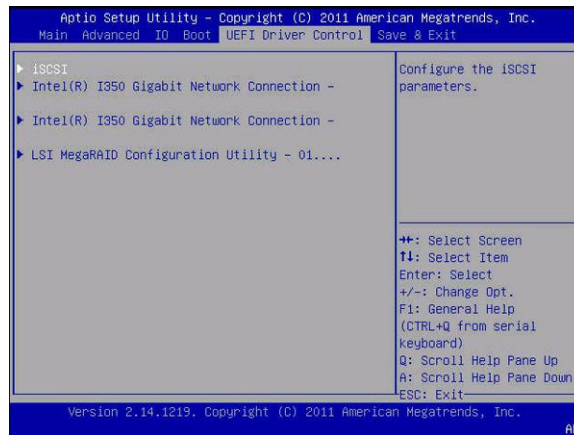 Aptio Setup Utility – Copyright (C) 2011 American Megatrends, Inc.
Main Advanced IO Boot UEFI Driver Control Save & Exit
▶ iSCSI
▶ Intel(R) I350 Gigabit Network Connection –
▶ Intel(R) I350 Gigabit Network Connection –
▶ LSI MegaRAID Configuration Utility – 01....
Configure the iSCSI
parameters.
→←: Select Screen
↑↓: Select Item
Enter: Select
+/-: Change Opt.
F1: General Help
(CTRL+Q from serial
keyboard)
Q: Scroll Help Pane Up
A: Scroll Help Pane Down
ESC: Exit
Version 2.14.1219. Copyright (C) 2011 American Megatrends, Inc.